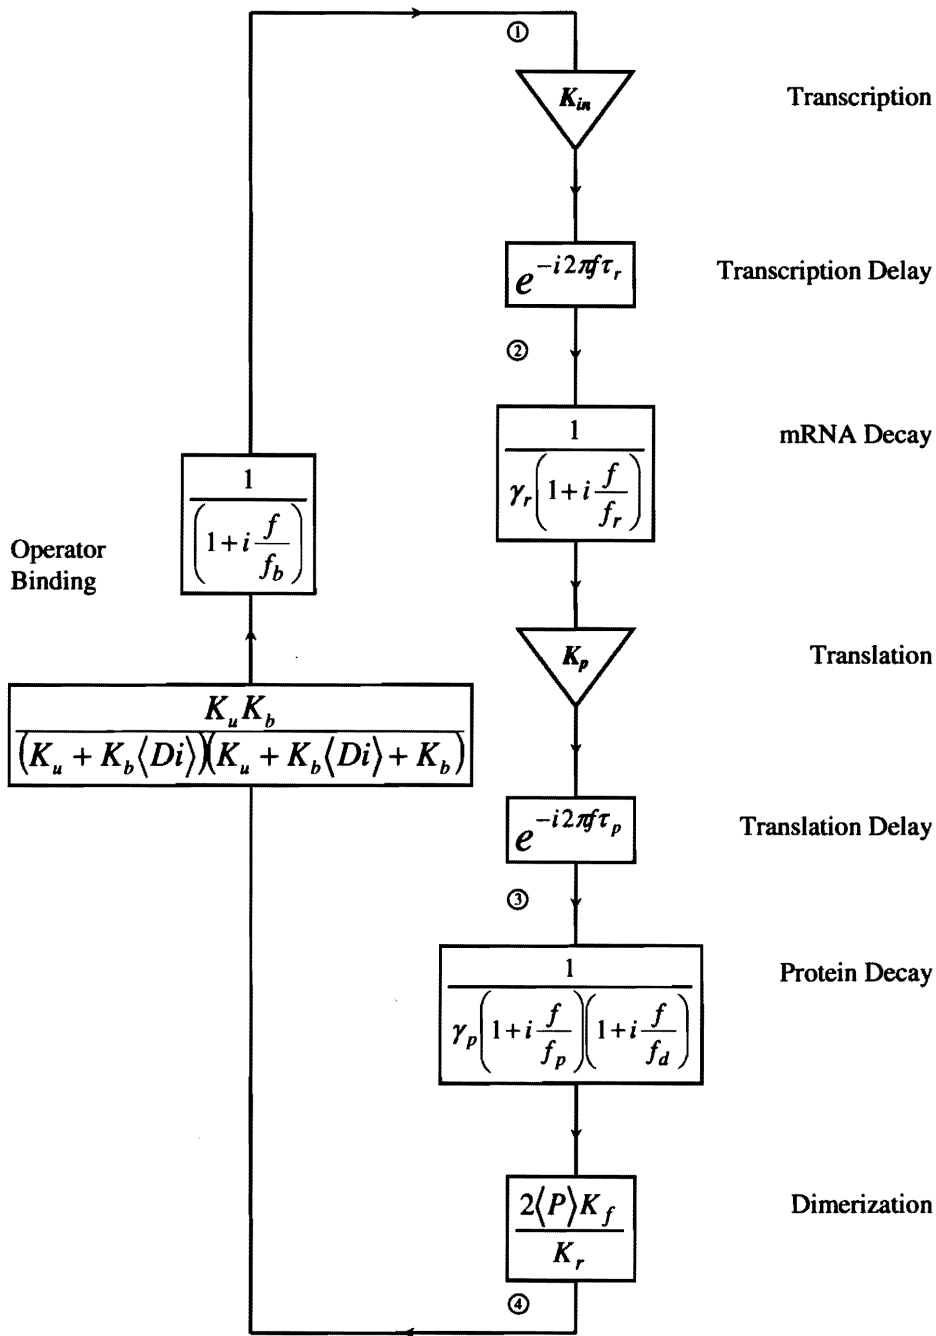 ①
K_in
Transcription
e^{-i2πfτ_r}
Transcription Delay
②
1
γ_r(1+i f/f_r)
mRNA Decay
1
(1+i f/f_b)
Operator
Binding
K_p
Translation
K_u K_b
(K_u + K_b⟨Di⟩)(K_u + K_b⟨Di⟩ + K_b)
e^{-i2πfτ_p}
Translation Delay
③
1
γ_p(1+i f/f_p)(1+i f/f_d)
Protein Decay
2⟨P⟩K_f
K_r
Dimerization
④